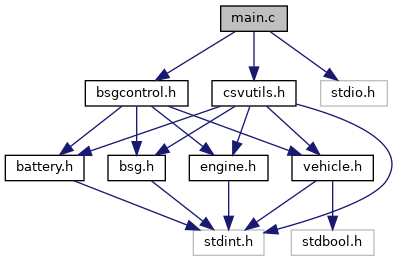 main.c
bsgcontrol.h
csvutils.h
stdio.h
battery.h
bsg.h
engine.h
vehicle.h
stdint.h
stdbool.h